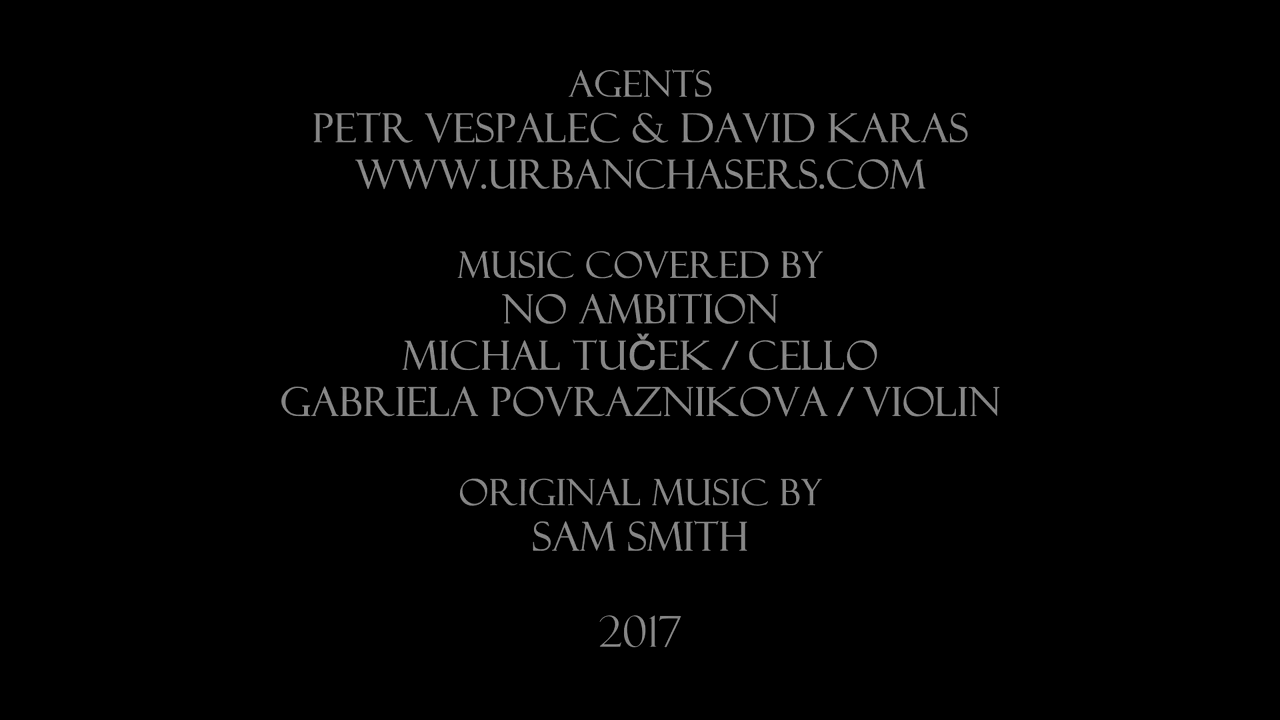 AGENTS
PETR VESPALEC & DAVID KARAS
WWW.URBANCHASERS.COM
MUSIC COVERED BY
NO AMBITION
MICHAL TUČEK / CELLO
GABRIELA POVRAZNIKOVA / VIOLIN
ORIGINAL MUSIC BY
SAM SMITH
2017